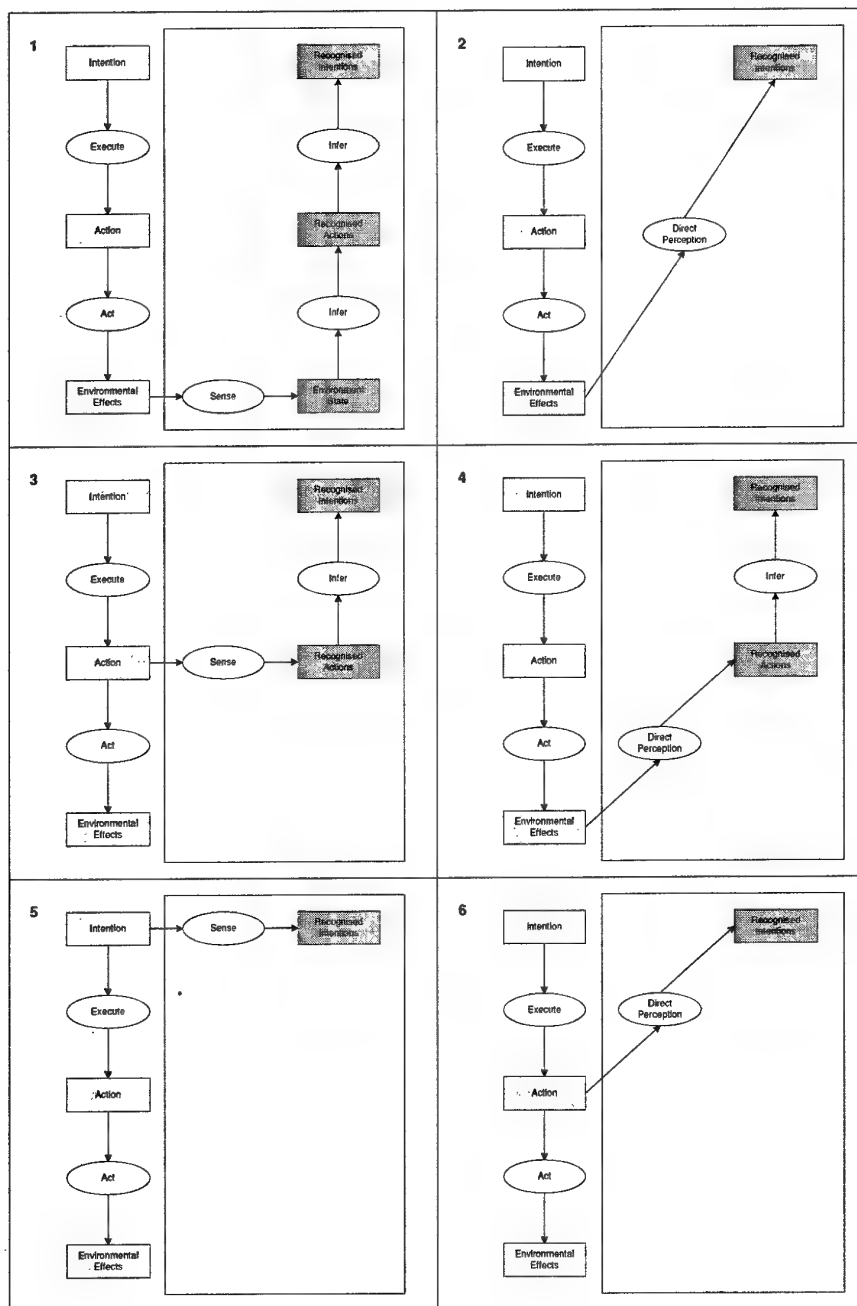 1
Intention
Execute
Action
Act
Environmental
Effects
Sense
Environment
State
Infer
Recognised
Actions
Infer
Recognised
Intentions
2
Intention
Execute
Action
Act
Environmental
Effects
Direct
Perception
Recognised
Intentions
3
Intention
Execute
Action
Act
Environmental
Effects
Sense
Recognised
Actions
Infer
Recognised
Intentions
4
Intention
Execute
Action
Act
Environmental
Effects
Direct
Perception
Recognised
Actions
Infer
Recognised
Intentions
5
Intention
Execute
Action
Act
Environmental
Effects
Sense
Recognised
Intentions
6
Intention
Execute
Action
Act
Environmental
Effects
Direct
Perception
Recognised
Intentions